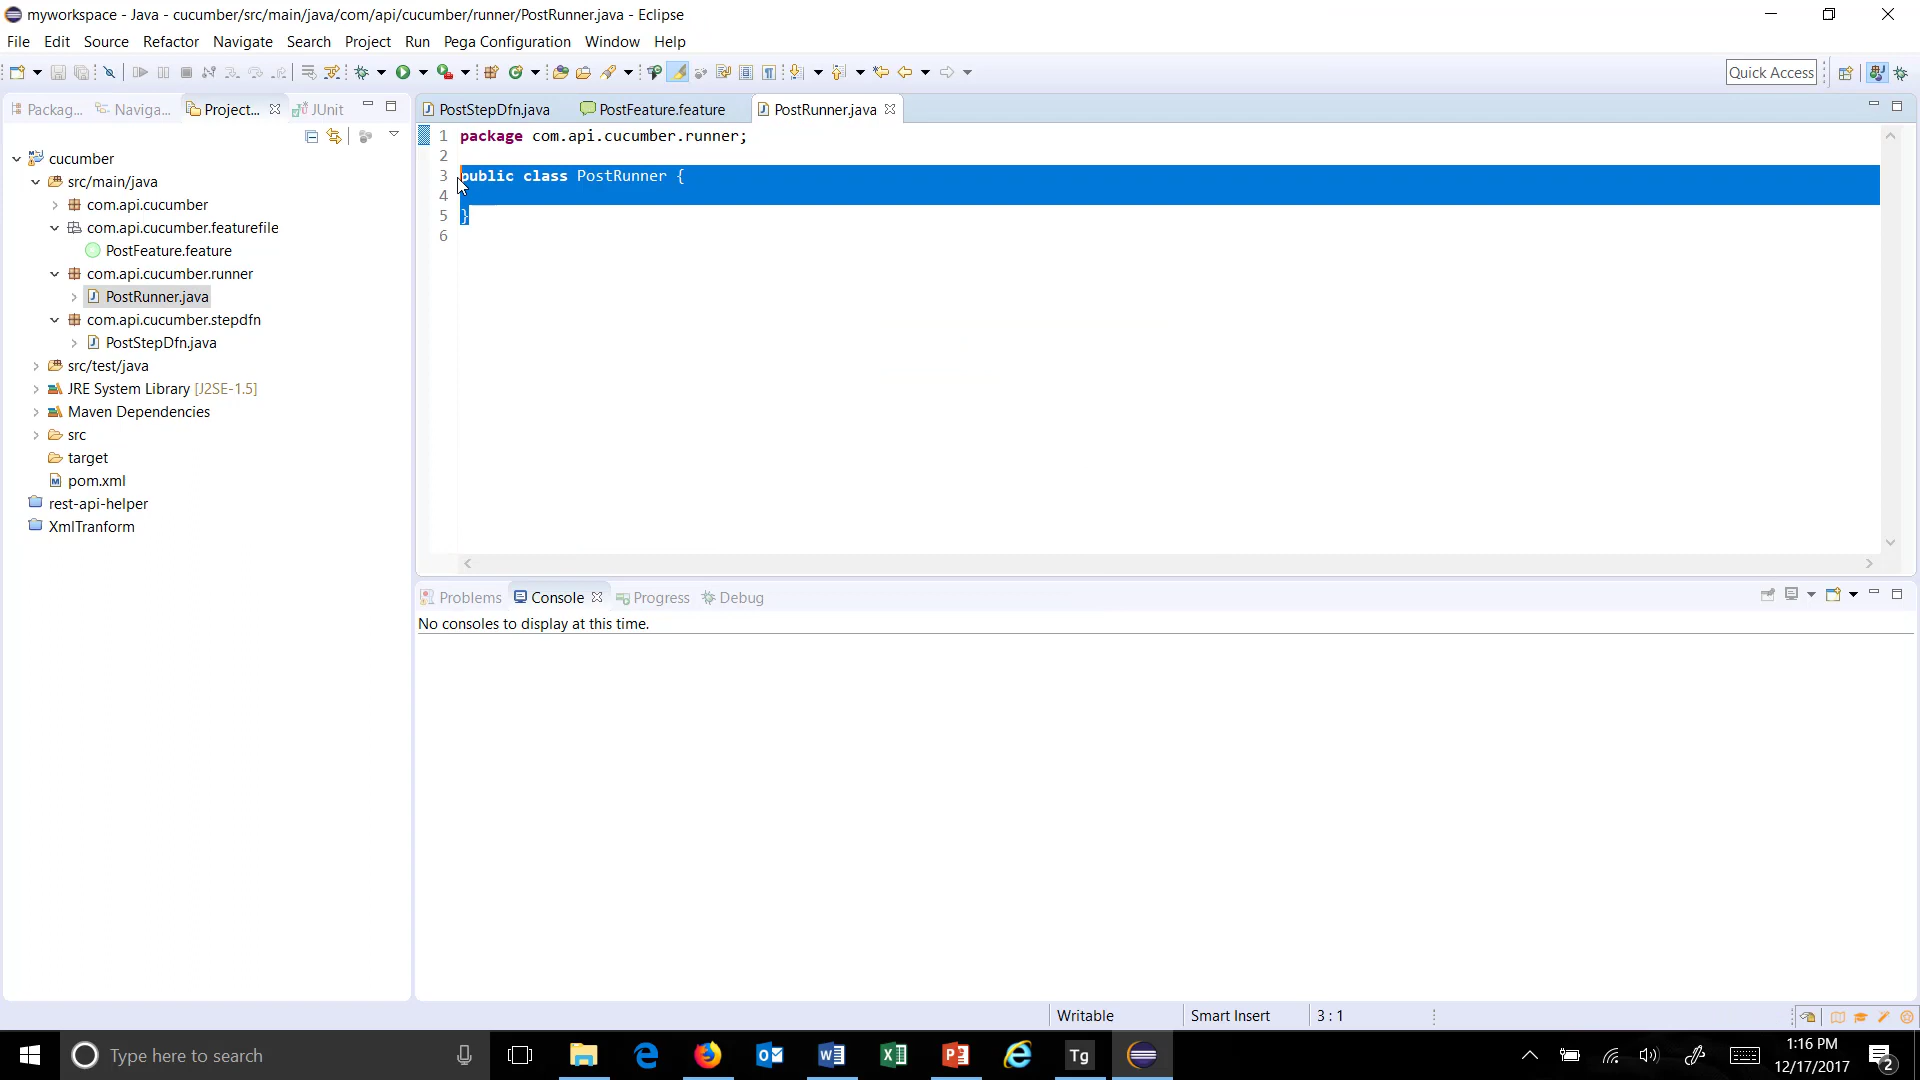 myworkspace - Java - cucumber/src/main/java/com/api/cucumber/runner/PostRunner.java - Eclipse
File Edit Source Refactor Navigate Search Project Run Pega Configuration Window Help
Quick Access
Packag... Naviga... Project... JUnit
PostStepDfn.java PostFeature.feature PostRunner.java
1 package com.api.cucumber.runner;
2
3 public class PostRunner {
4
5 }
6
cucumber
src/main/java
com.api.cucumber
com.api.cucumber.featurefile
PostFeature.feature
com.api.cucumber.runner
PostRunner.java
com.api.cucumber.stepdfn
PostStepDfn.java
src/test/java
JRE System Library [J2SE-1.5]
Maven Dependencies
src
target
pom.xml
rest-api-helper
XmlTranform
Problems Console Progress Debug
No consoles to display at this time.
Writable Smart Insert 3 : 1
Type here to search
Tg
1:16 PM
12/17/2017
2